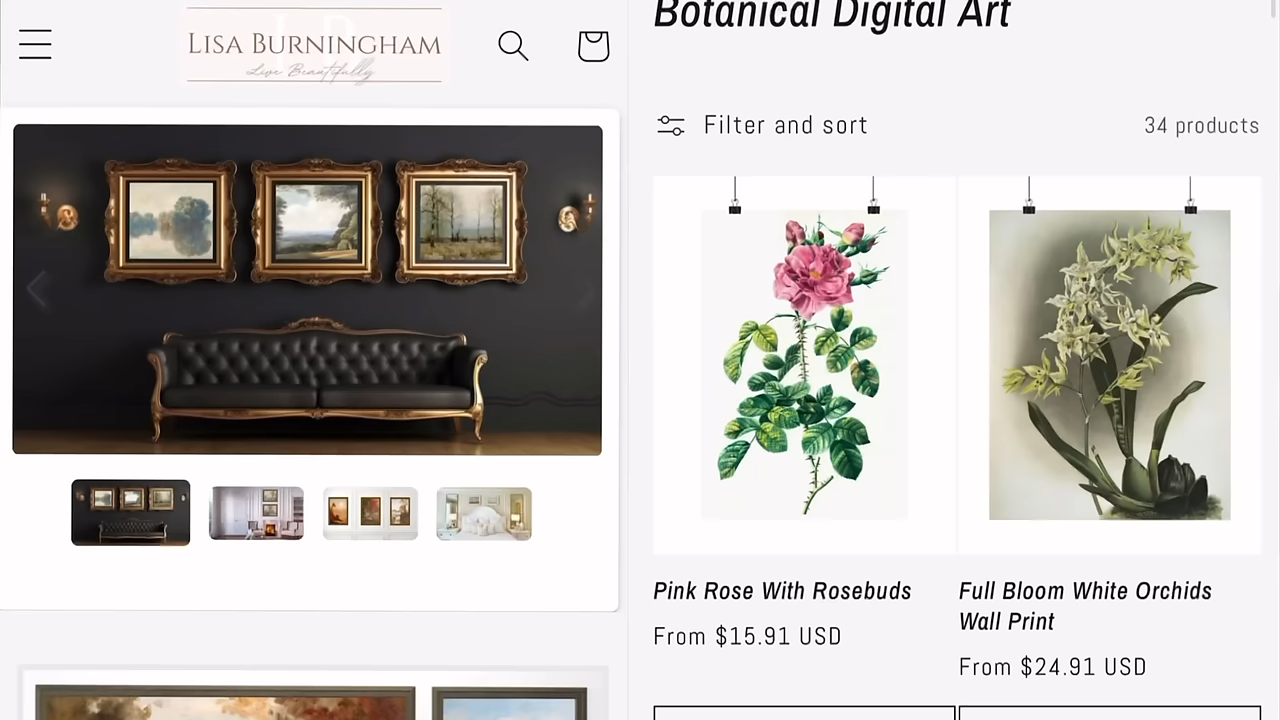 LISA BURNINGHAM
Live Beautifully
Botanical Digital Art
Filter and sort
34 products
Pink Rose With Rosebuds
From $15.91 USD
Full Bloom White Orchids
Wall Print
From $24.91 USD